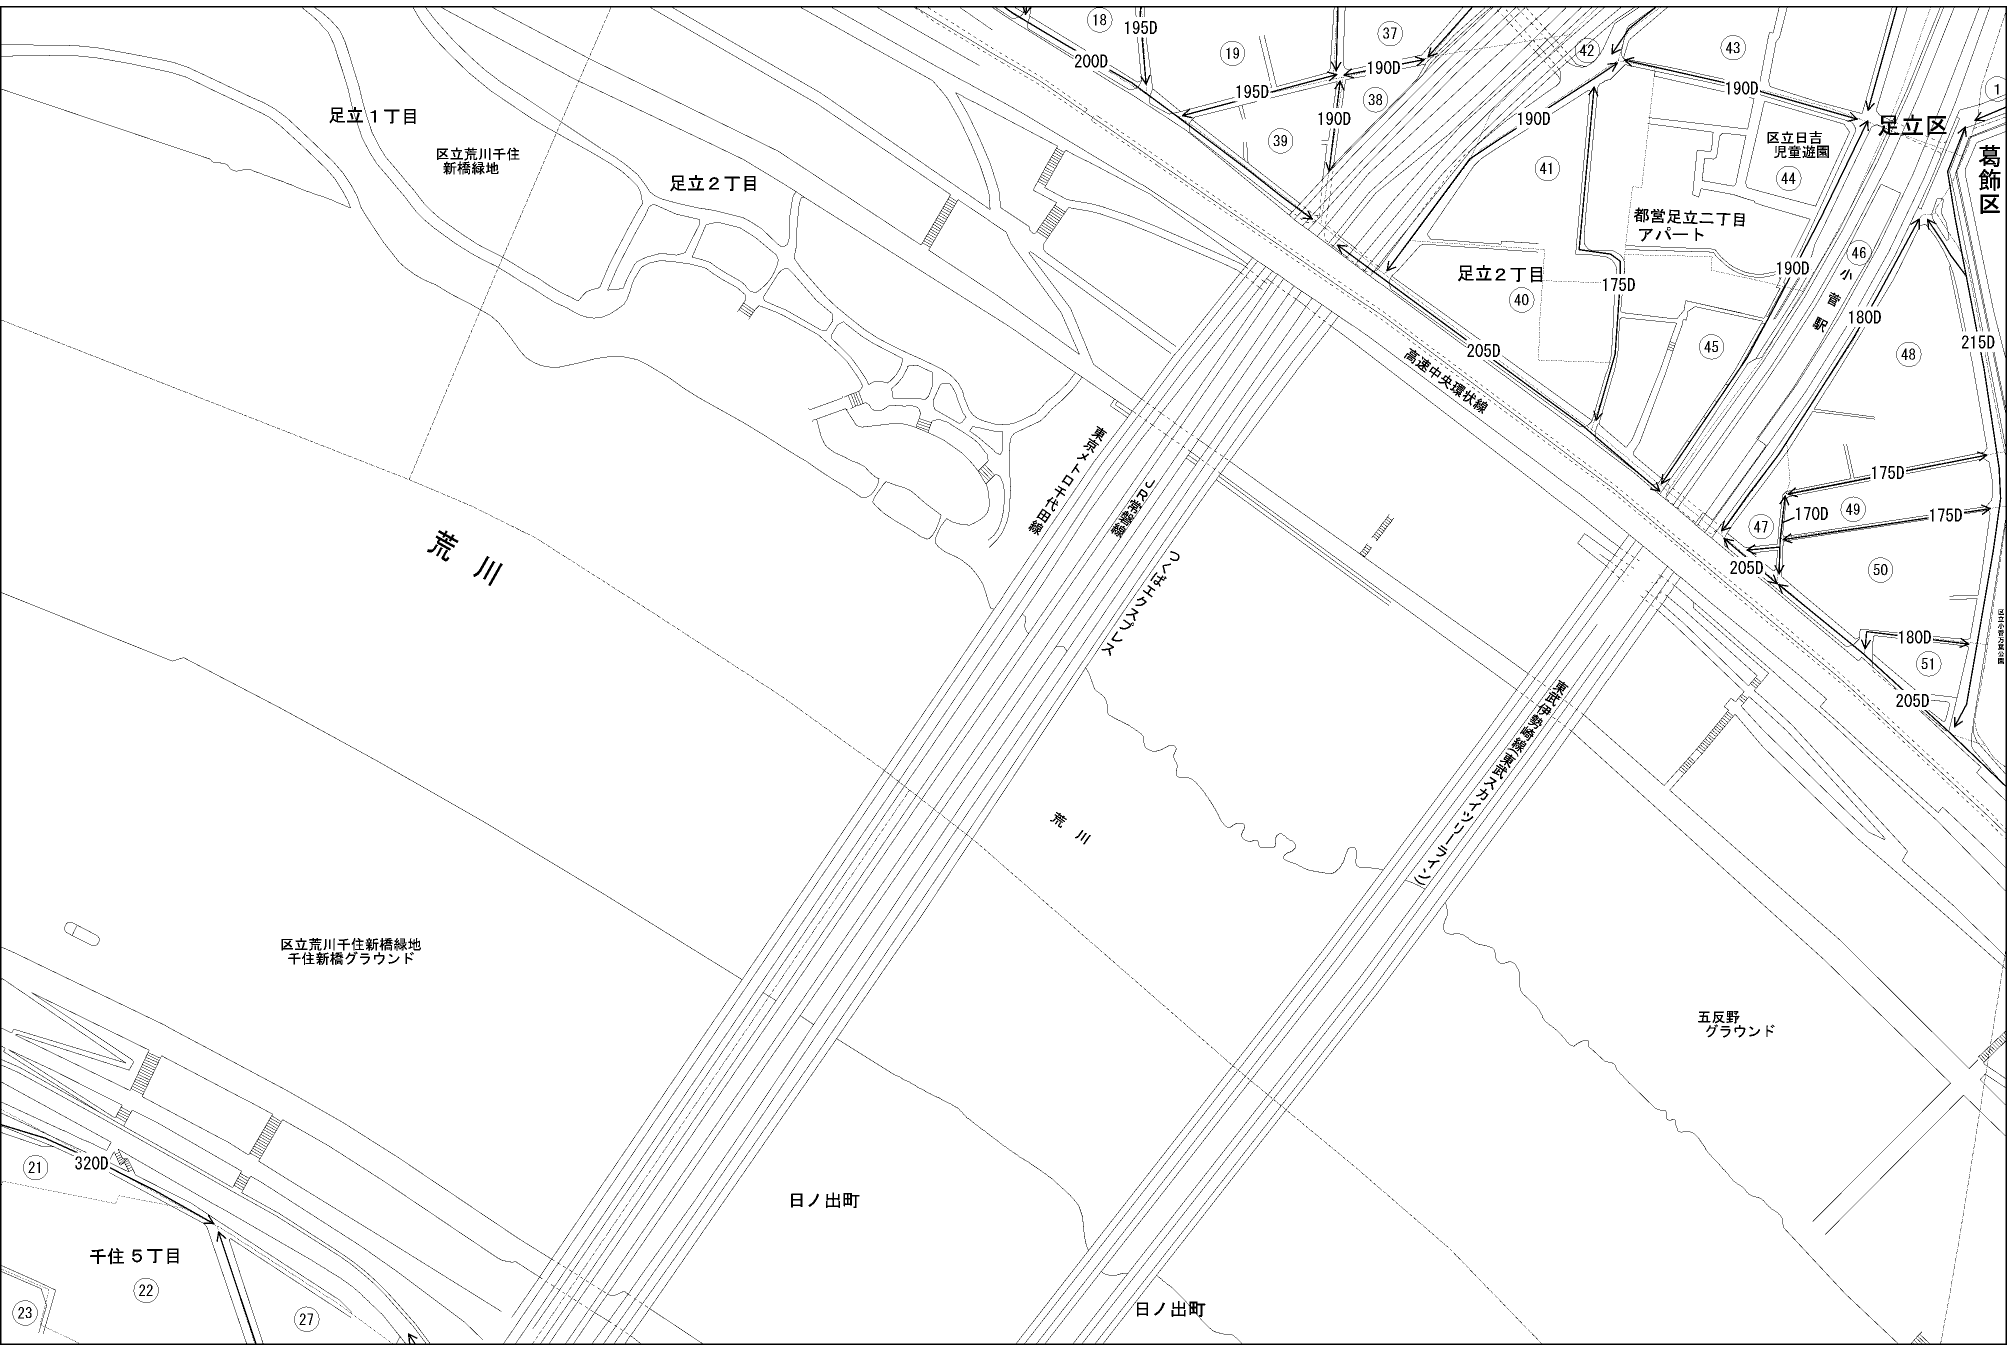 18
195D
37
42
43
19
200D
190D
195D
38
190D
1
足立１丁目
190D
190D
足立区
39
区立荒川千住
新橋緑地
区立日吉
児童遊園
葛飾区
41
44
足立２丁目
都営足立二丁目
アパート
46
小菅駅
190D
足立２丁目
175D
40
180D
215D
205D
45
48
高速中央環状線
東京メトロ千代田線
175D
JR常磐線
49
170D
175D
47
荒川
つくばエクスプレス
205D
50
区立小菅万葉公園
180D
51
東武伊勢崎線(東武スカイツリーライン)
205D
荒川
区立荒川千住新橋緑地
千住新橋グラウンド
五反野
グラウンド
21
320D
日ノ出町
千住５丁目
22
23
27
日ノ出町